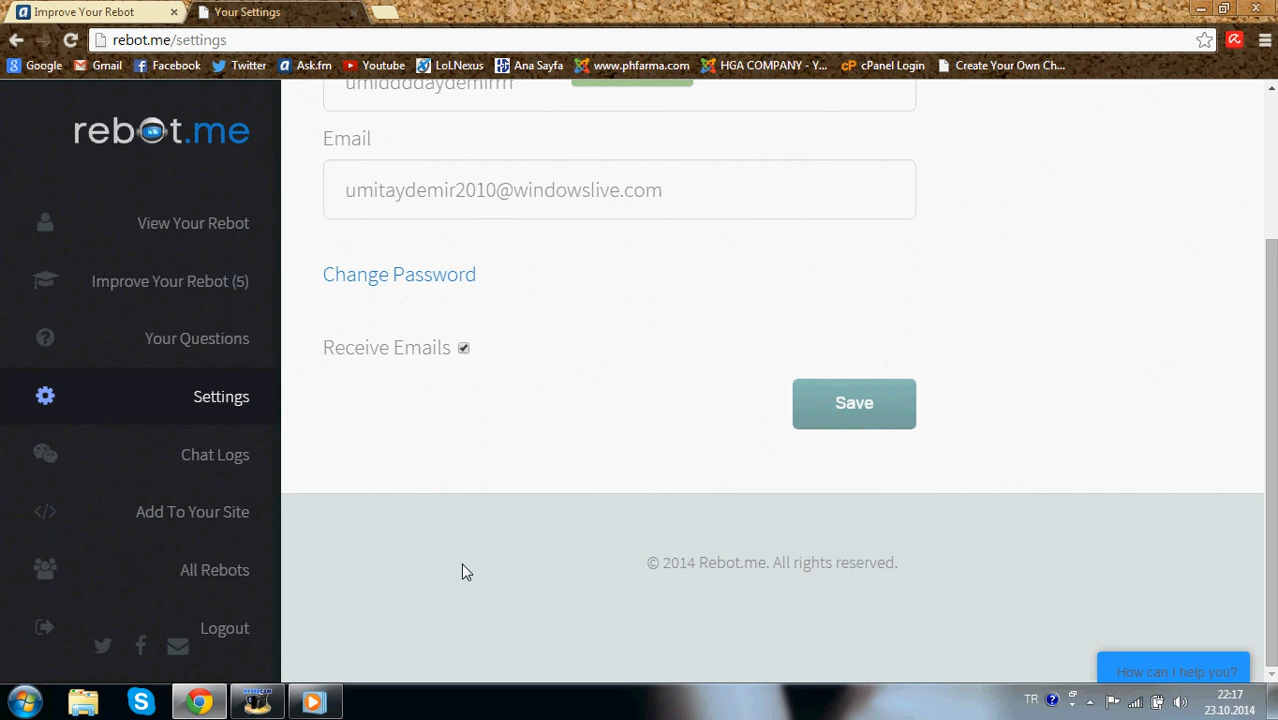 Improve Your Rebot
Your Settings
rebot.me/settings
Google Gmail Facebook Twitter Ask.fm Youtube LoLNexus Ana Sayfa www.phfarma.com HGA COMPANY - Y... cPanel Login Create Your Own Ch...
rebot.me
View Your Rebot
Improve Your Rebot (5)
Your Questions
Settings
Chat Logs
Add To Your Site
All Rebots
Logout
Email
umitaydemir2010@windowslive.com
Change Password
Receive Emails
Save
© 2014 Rebot.me. All rights reserved.
How can I help you?
TR
22:17
23.10.2014